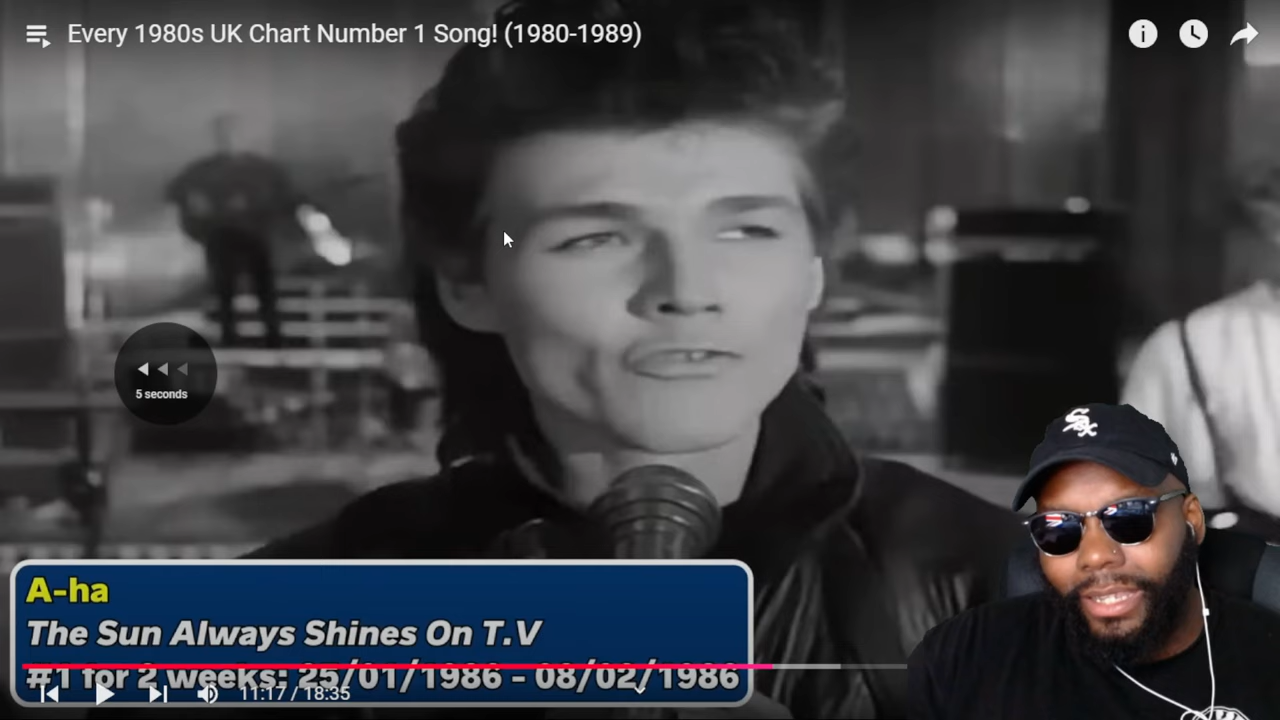 Every 1980s UK Chart Number 1 Song! (1980-1989)
5 seconds
A-ha
The Sun Always Shines On T.V
#1 for 2 weeks: 25/01/1986 - 08/02/1986
11:17 / 18:35
Sox